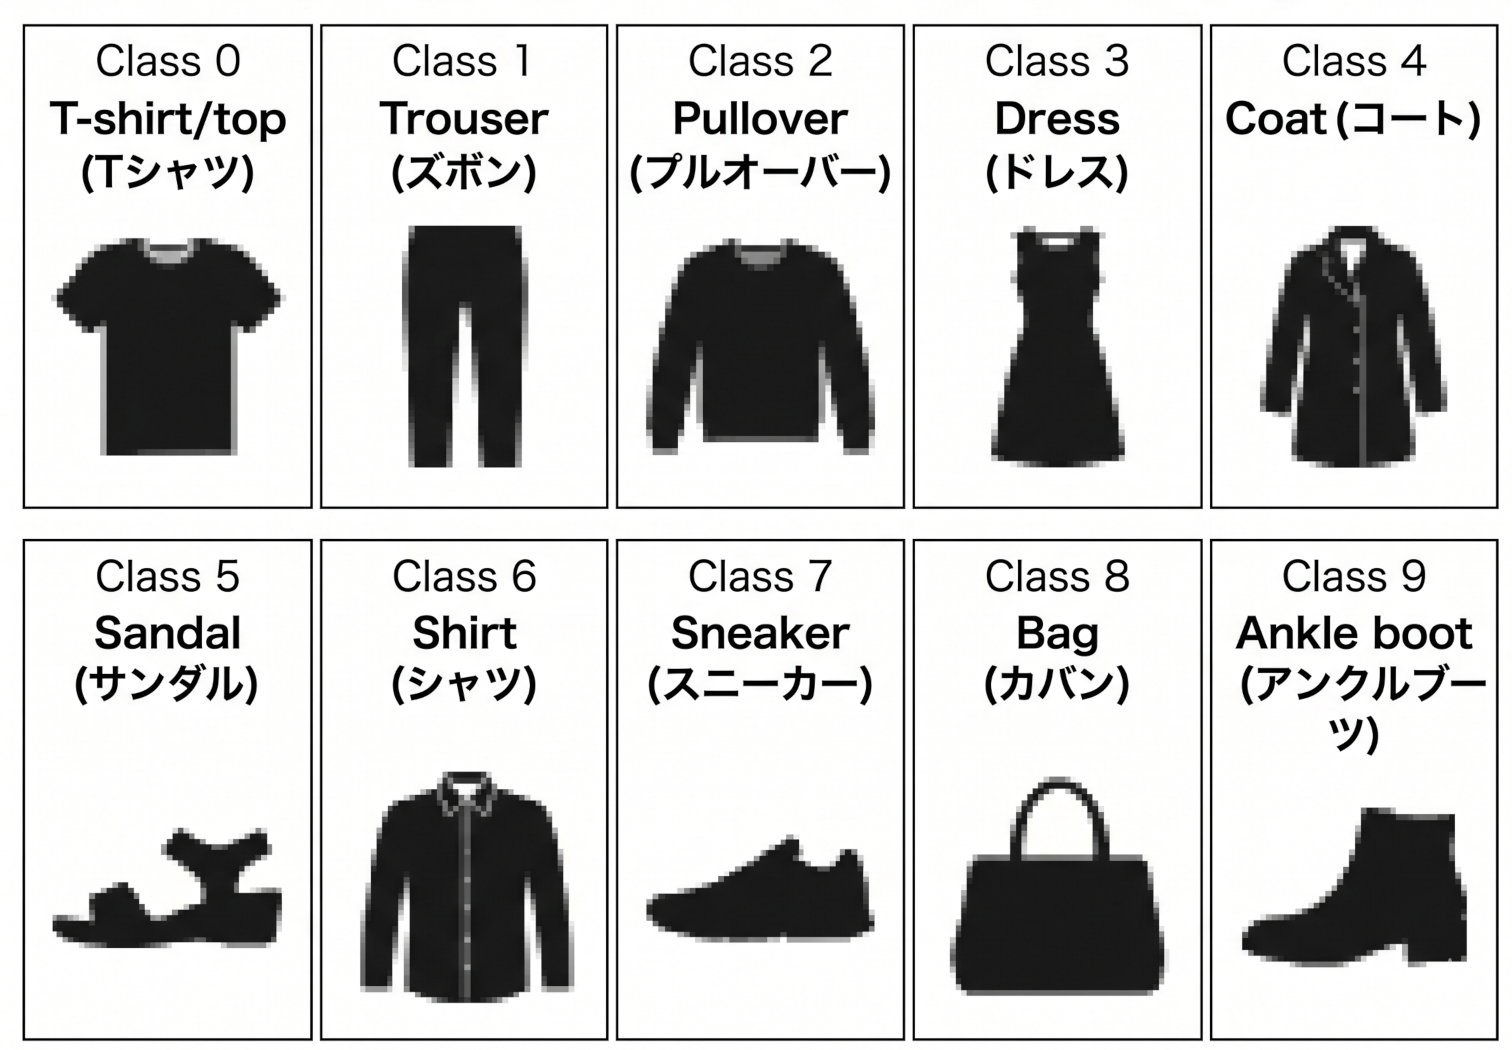 Class 0
T-shirt/top
(Tシャツ)
Class 1
Trouser
(ズボン)
Class 2
Pullover
(プルオーバー)
Class 3
Dress
(ドレス)
Class 4
Coat(コート)
Class 5
Sandal
(サンダル)
Class 6
Shirt
(シャツ)
Class 7
Sneaker
(スニーカー)
Class 8
Bag
(カバン)
Class 9
Ankle boot
(アンクルブー
ツ)